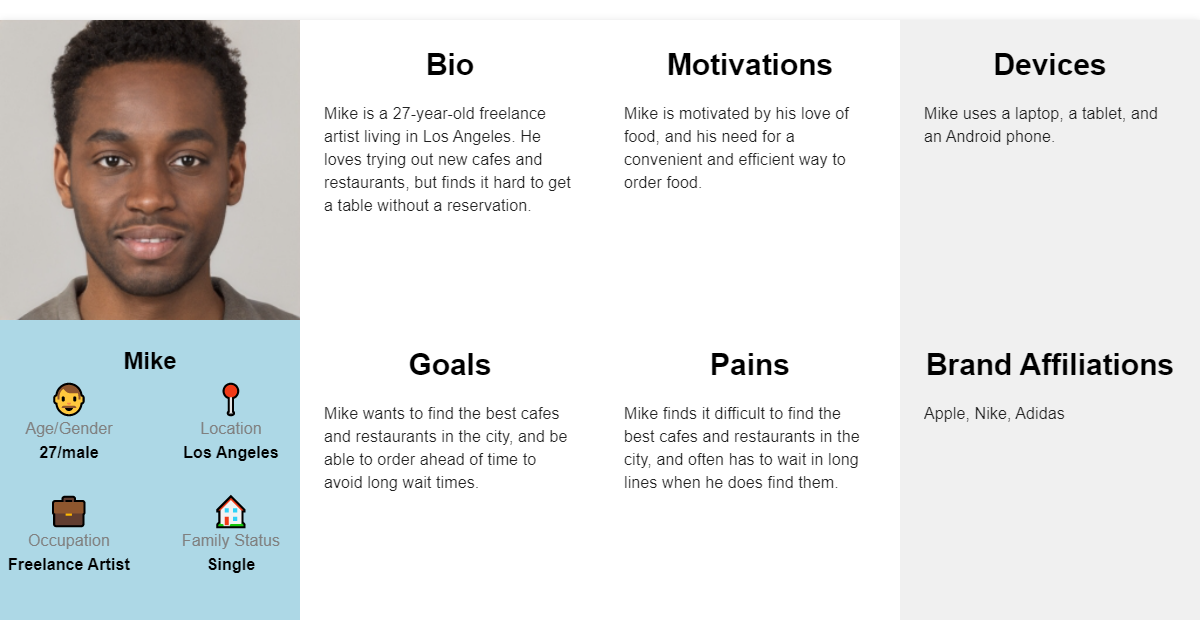 Bio
Mike is a 27-year-old freelance
artist living in Los Angeles. He
loves trying out new cafes and
restaurants, but finds it hard to get
a table without a reservation.
Motivations
Mike is motivated by his love of
food, and his need for a
convenient and efficient way to
order food.
Devices
Mike uses a laptop, a tablet, and
an Android phone.
Mike
Age/Gender
27/male
Location
Los Angeles
Occupation
Freelance Artist
Family Status
Single
Goals
Mike wants to find the best cafes
and restaurants in the city, and be
able to order ahead of time to
avoid long wait times.
Pains
Mike finds it difficult to find the
best cafes and restaurants in the
city, and often has to wait in long
lines when he does find them.
Brand Affiliations
Apple, Nike, Adidas